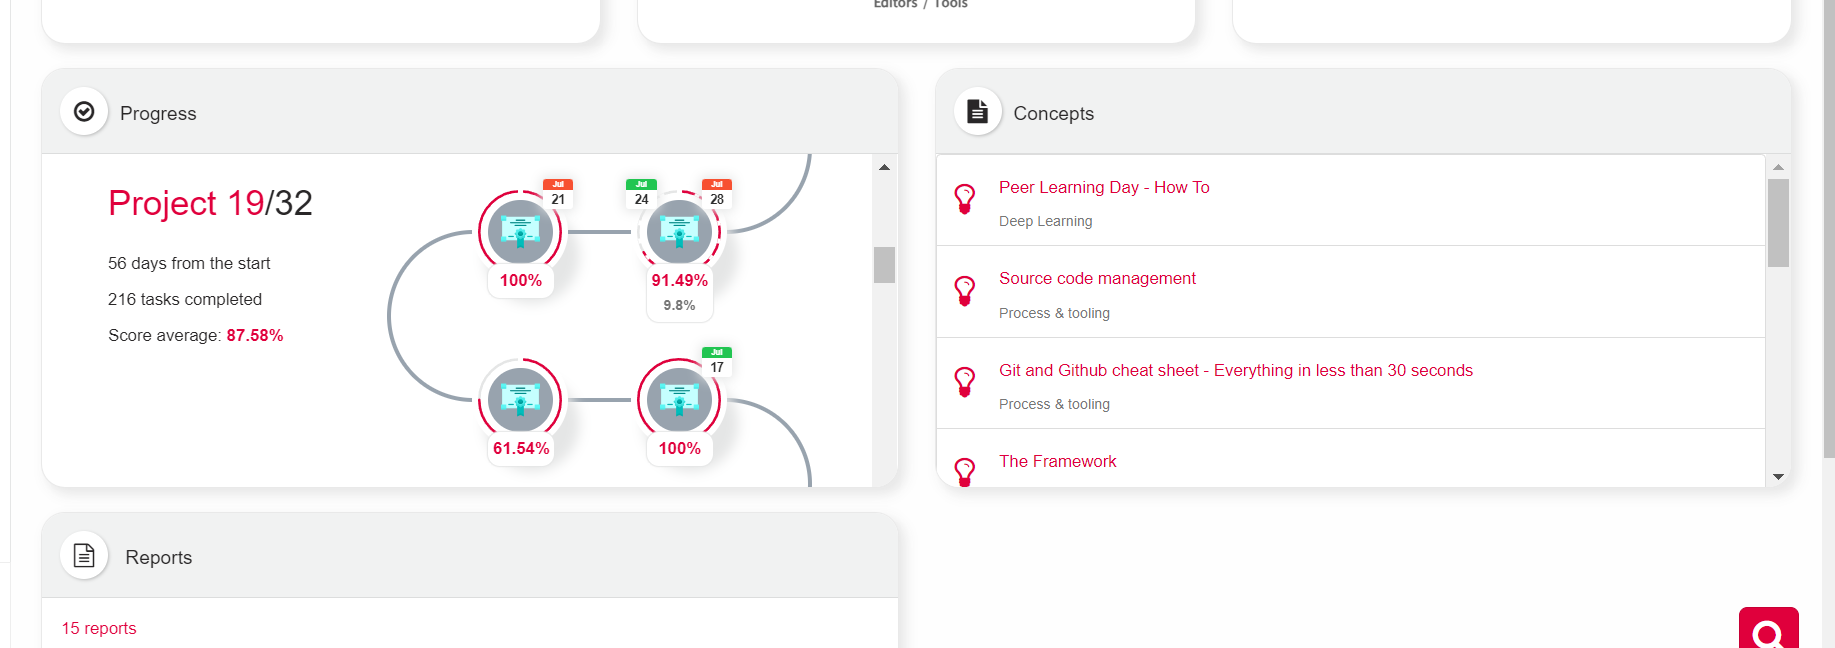 Editors / Tools
Progress
Project 19/32
56 days from the start
216 tasks completed
Score average: 87.58%
Jul
21
100%
Jul
24
Jul
28
91.49%
9.8%
61.54%
Jul
17
100%
Concepts
Peer Learning Day - How To
Deep Learning
Source code management
Process & tooling
Git and Github cheat sheet - Everything in less than 30 seconds
Process & tooling
The Framework
Reports
15 reports